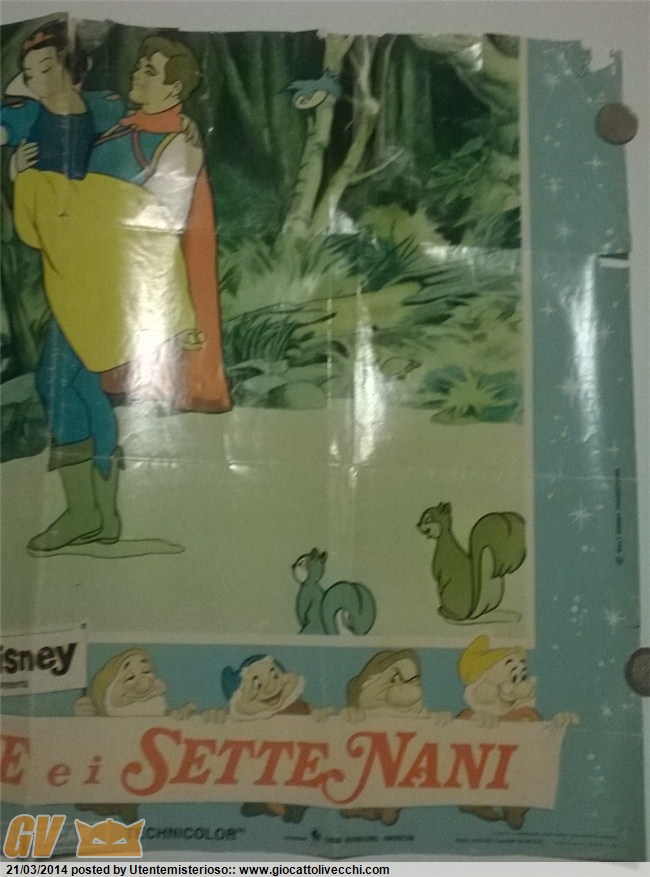 isney
E e i SETTE NANI
TECHNICOLOR
GV
21/03/2014 posted by Utentemisterioso:: www.giocattolivecchi.com